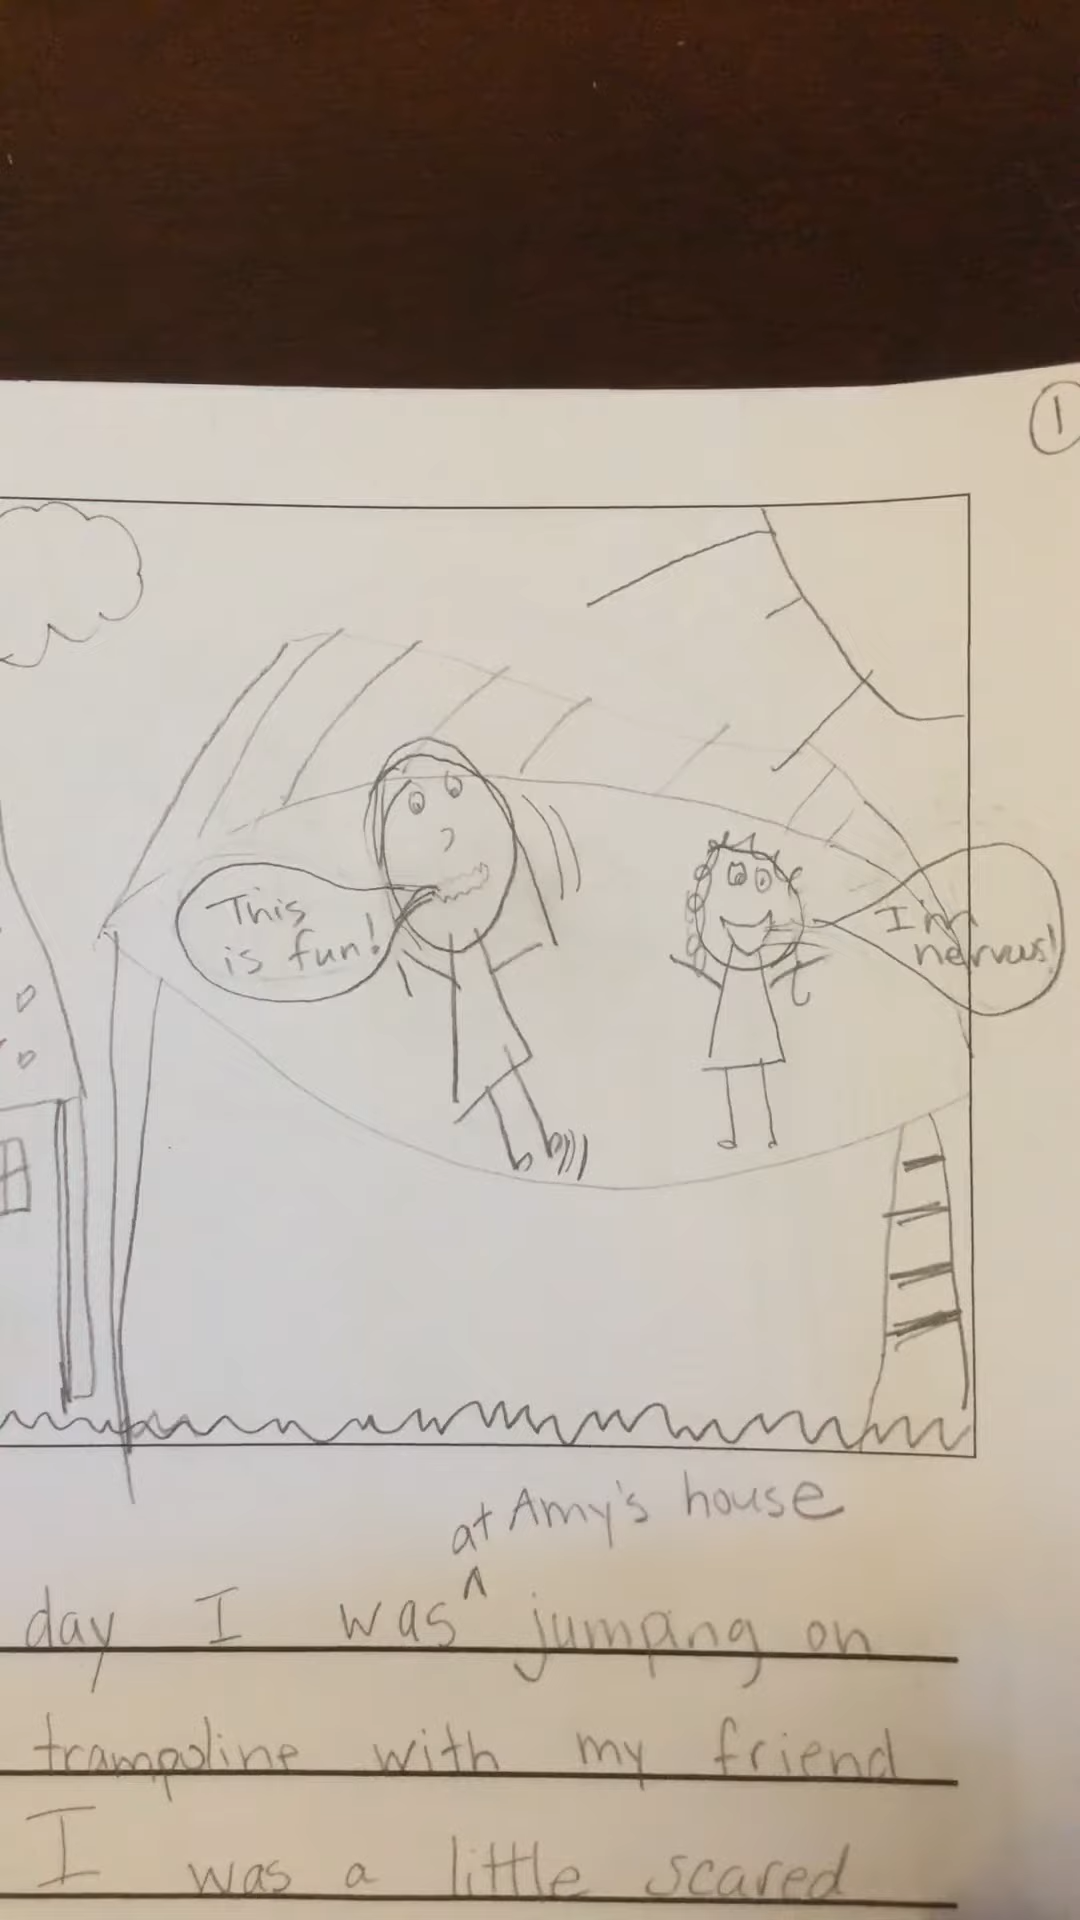 1
This
is fun!
I'm
nervus!
at Amy's house
^
day I was jumping on
trampoline with my friend
I was a little scared